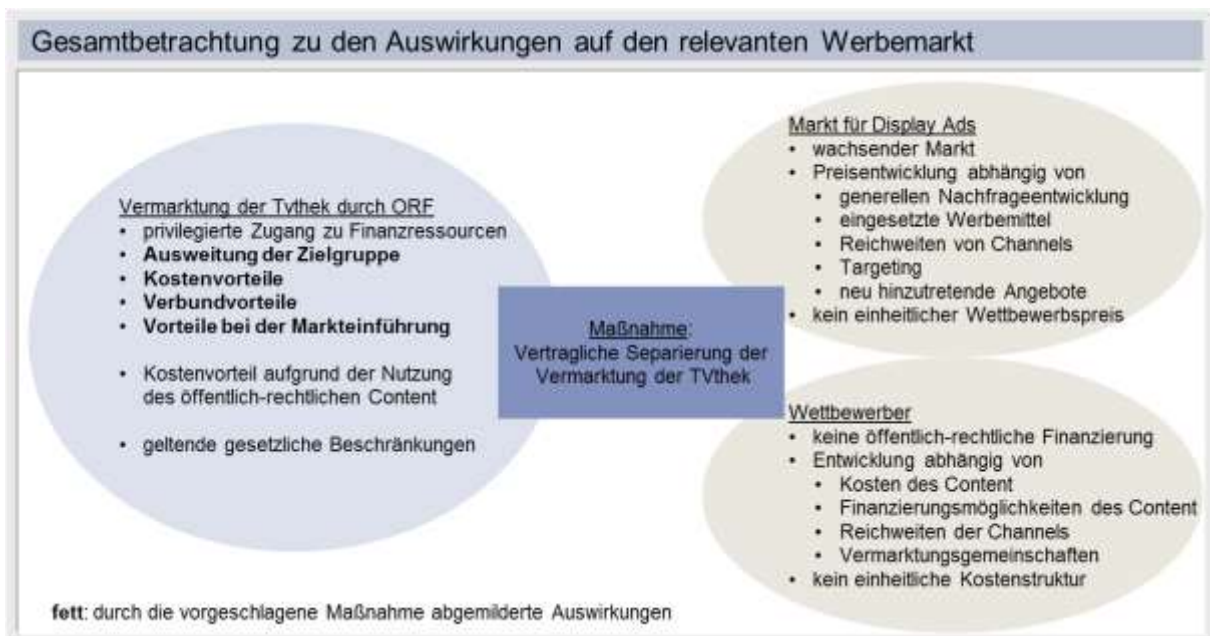 Gesamtbetrachtung zu den Auswirkungen auf den relevanten Werbemarkt
Vermarktung der Tvthek durch ORF
• privilegierte Zugang zu Finanzressourcen
• Ausweitung der Zielgruppe
• Kostenvorteile
• Verbundvorteile
• Vorteile bei der Markteinführung
• Kostenvorteil aufgrund der Nutzung
des öffentlich-rechtlichen Content
• geltende gesetzliche Beschränkungen
Maßnahme:
Vertragliche Separierung der
Vermarktung der TVthek
Markt für Display Ads
• wachsender Markt
• Preisentwicklung abhängig von
• generellen Nachfrageentwicklung
• eingesetzte Werbemittel
• Reichweiten von Channels
• Targeting
• neu hinzutretende Angebote
• kein einheitlicher Wettbewerbspreis
Wettbewerber
• keine öffentlich-rechtliche Finanzierung
• Entwicklung abhängig von
• Kosten des Content
• Finanzierungsmöglichkeiten des Content
• Reichweiten der Channels
• Vermarktungsgemeinschaften
• kein einheitliche Kostenstruktur
fett: durch die vorgeschlagene Maßnahme abgemilderte Auswirkungen